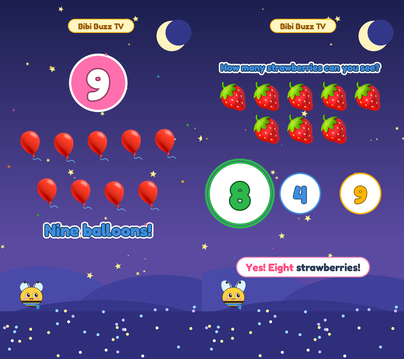 Bibi Buzz TV
9
Nine balloons!
Bibi Buzz TV
How many strawberries can you see?
8 4 9
Yes! Eight strawberries!